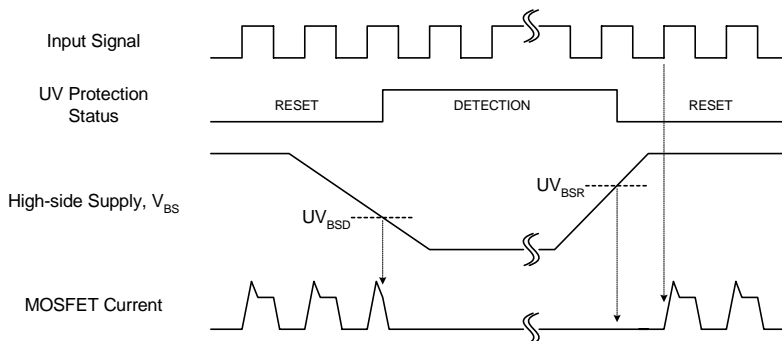 Input Signal
UV Protection
Status
RESET
DETECTION
RESET
High-side Supply, V_BS
UV_BSD
UV_BSR
MOSFET Current